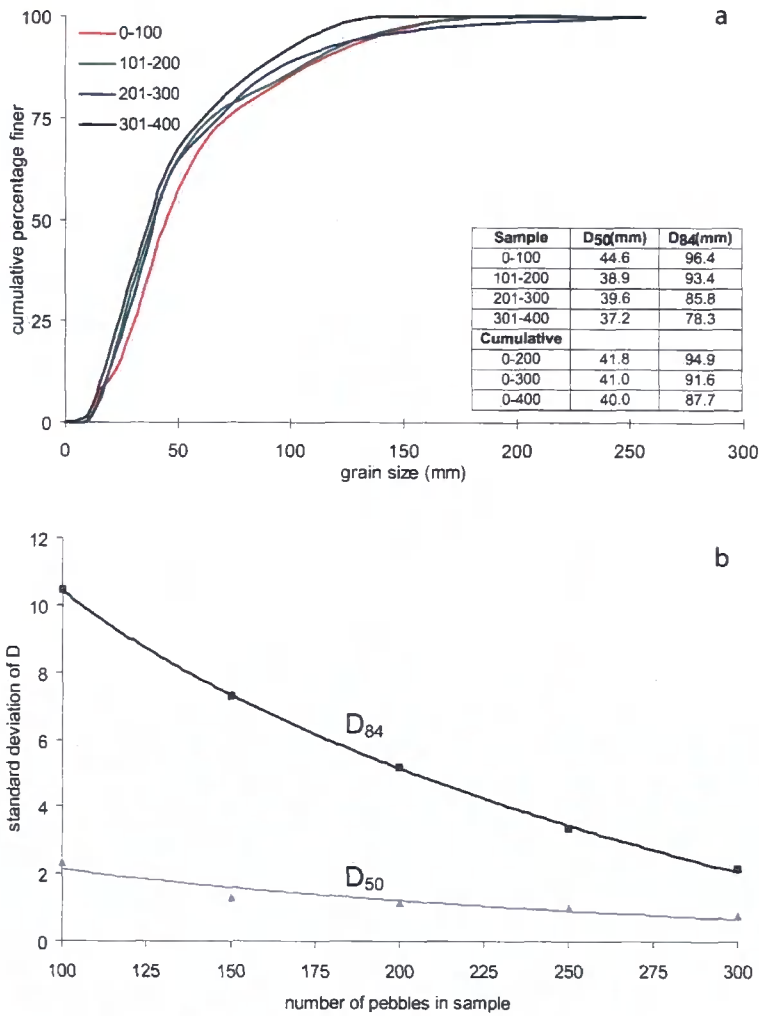 a
100
75
50
25
0
cumulative percentage finer
0-100
101-200
201-300
301-400
Sample D50(mm) D84(mm)
0-100 44.6 96.4
101-200 38.9 93.4
201-300 39.6 85.8
301-400 37.2 78.3
Cumulative
0-200 41.8 94.9
0-300 41.0 91.6
0-400 40.0 87.7
0 50 100 150 200 250 300
grain size (mm)
b
12
10
8
6
4
2
0
standard deviation of D
D84
D50
100 125 150 175 200 225 250 275 300
number of pebbles in sample